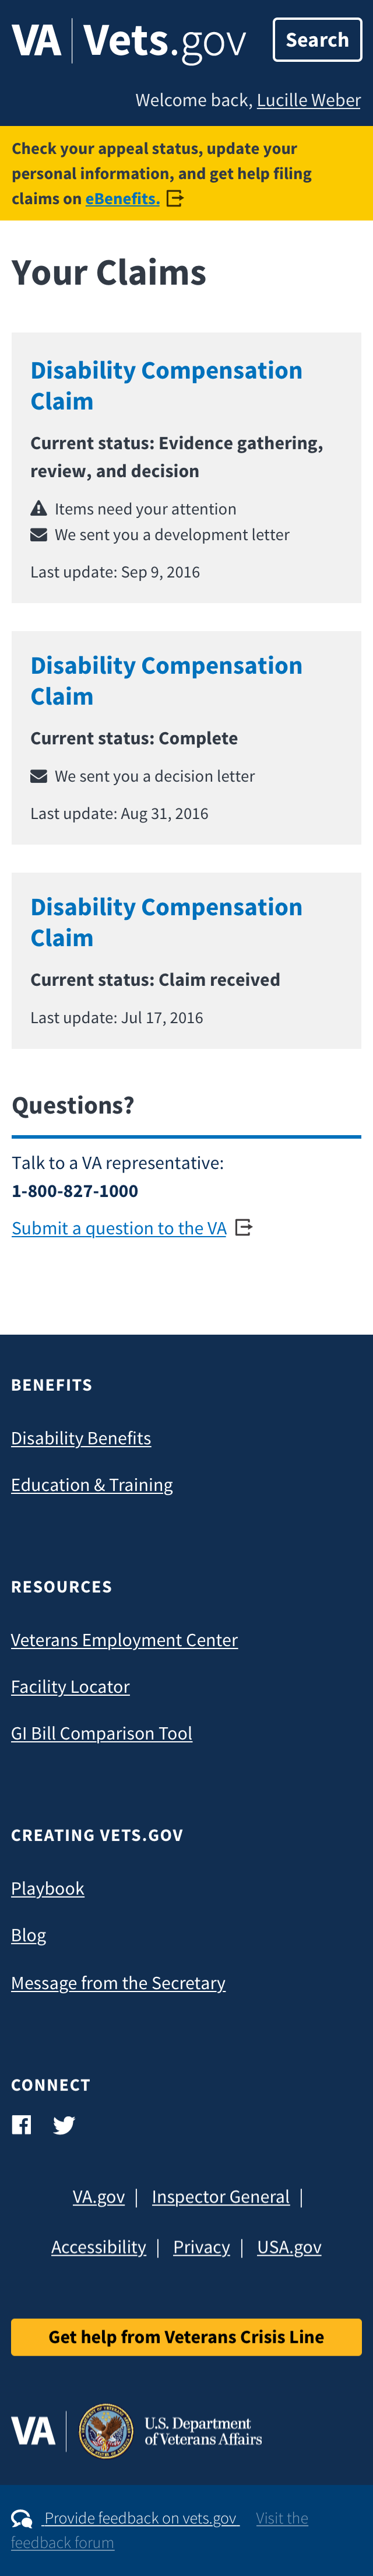 VA | Vets.gov Search
Welcome back, Lucille Weber
Check your appeal status, update your
personal information, and get help filing
claims on eBenefits.
Your Claims
Disability Compensation
Claim
Current status: Evidence gathering,
review, and decision
Items need your attention
We sent you a development letter
Last update: Sep 9, 2016
Disability Compensation
Claim
Current status: Complete
We sent you a decision letter
Last update: Aug 31, 2016
Disability Compensation
Claim
Current status: Claim received
Last update: Jul 17, 2016
Questions?
Talk to a VA representative:
1-800-827-1000
Submit a question to the VA
BENEFITS
Disability Benefits
Education & Training
RESOURCES
Veterans Employment Center
Facility Locator
GI Bill Comparison Tool
CREATING VETS.GOV
Playbook
Blog
Message from the Secretary
CONNECT
VA.gov | Inspector General |
Accessibility | Privacy | USA.gov
Get help from Veterans Crisis Line
VA | U.S. Department
of Veterans Affairs
Provide feedback on vets.gov Visit the
feedback forum